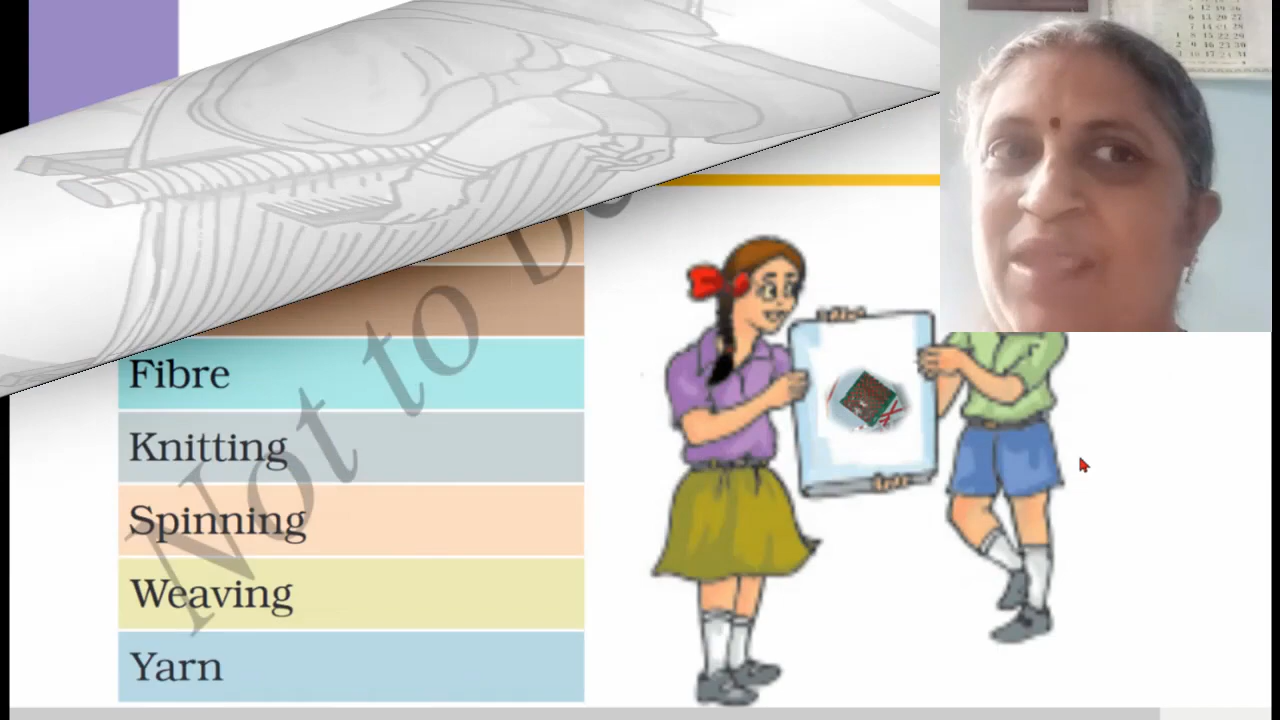 Fibre
Knitting
Spinning
Weaving
Yarn
Not to be